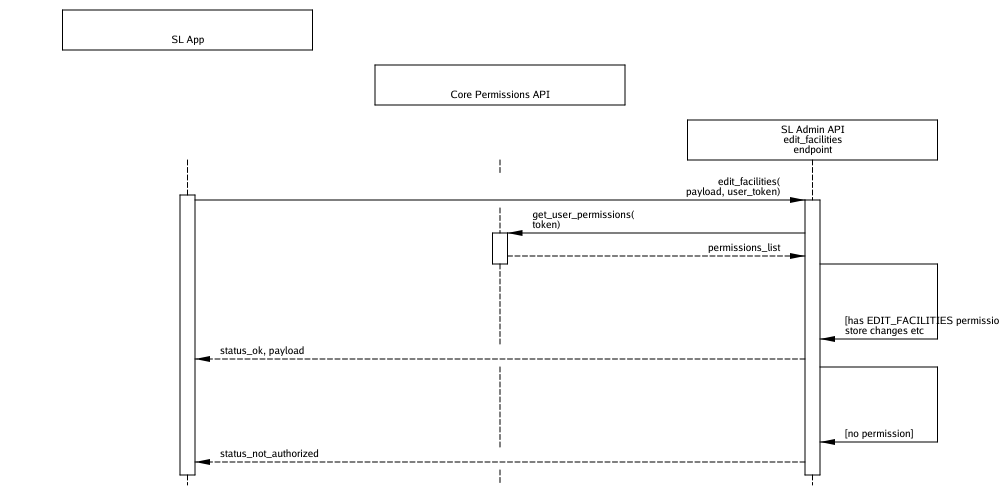 SL App
Core Permissions API
SL Admin API
edit_facilities
endpoint
edit_facilities(
payload, user_token)
get_user_permissions(
token)
permissions_list
[has EDIT_FACILITIES permissio
store changes etc
status_ok, payload
[no permission]
status_not_authorized